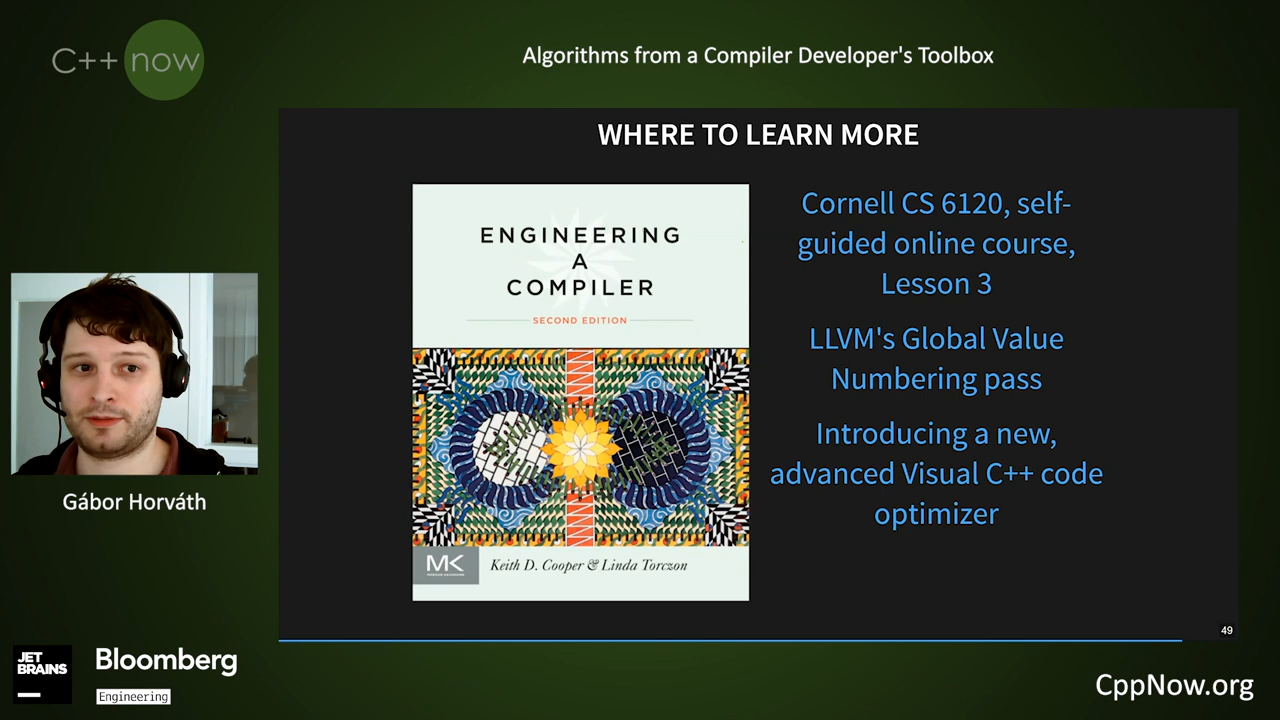 C++ now
Algorithms from a Compiler Developer's Toolbox
WHERE TO LEARN MORE
ENGINEERING
A
COMPILER
SECOND EDITION
MK
MORGAN KAUFMANN
Keith D. Cooper & Linda Torczon
Cornell CS 6120, self-
guided online course,
Lesson 3
LLVM's Global Value
Numbering pass
Introducing a new,
advanced Visual C++ code
optimizer
49
Gábor Horváth
JET
BRAINS
Bloomberg
Engineering
CppNow.org